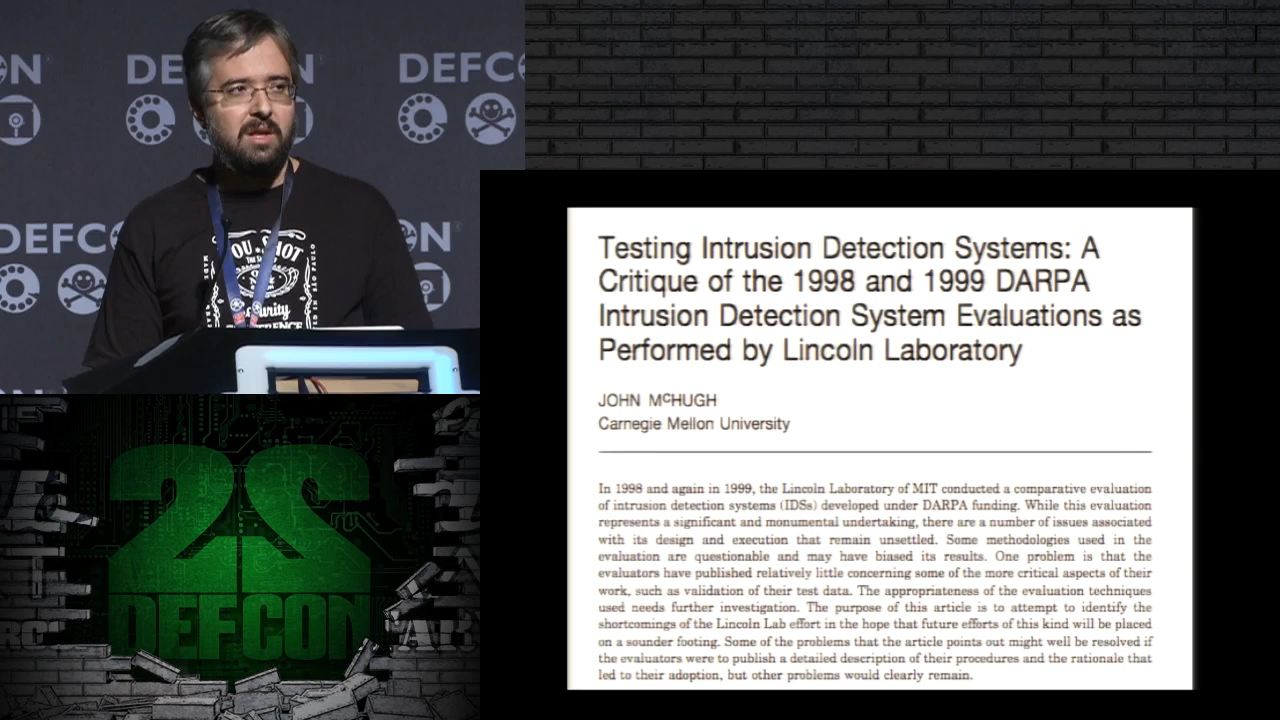 DEFCON
DEFC
DEFC
YOU SHOT
THE
MADE
SÃO PAULO
Security
CONFERENCE
22
DEFCON
Testing Intrusion Detection Systems: A
Critique of the 1998 and 1999 DARPA
Intrusion Detection System Evaluations as
Performed by Lincoln Laboratory
JOHN McHUGH
Carnegie Mellon University
In 1998 and again in 1999, the Lincoln Laboratory of MIT conducted a comparative evaluation
of intrusion detection systems (IDSs) developed under DARPA funding. While this evaluation
represents a significant and monumental undertaking, there are a number of issues associated
with its design and execution that remain unsettled. Some methodologies used in the
evaluation are questionable and may have biased its results. One problem is that the
evaluators have published relatively little concerning some of the more critical aspects of their
work, such as validation of their test data. The appropriateness of the evaluation techniques
used needs further investigation. The purpose of this article is to attempt to identify the
shortcomings of the Lincoln Lab effort in the hope that future efforts of this kind will be placed
on a sounder footing. Some of the problems that the article points out might well be resolved if
the evaluators were to publish a detailed description of their procedures and the rationale that
led to their adoption, but other problems would clearly remain.